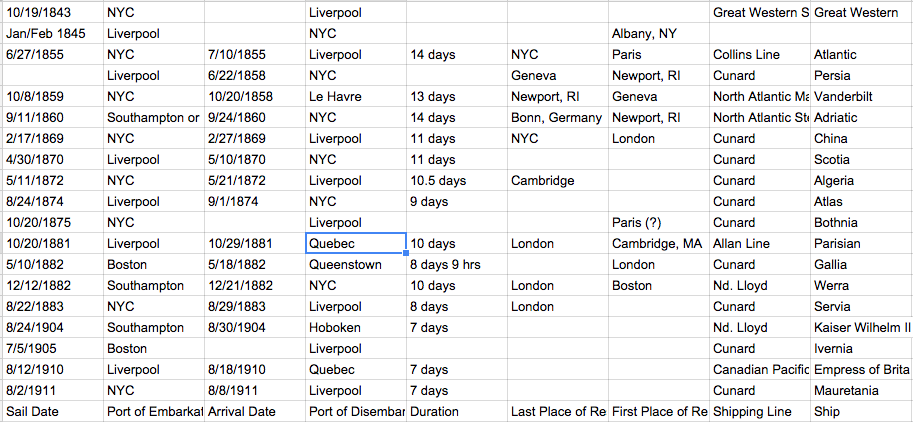 10/19/1843 NYC Liverpool Great Western S Great Western
Jan/Feb 1845 Liverpool NYC Albany, NY
6/27/1855 NYC 7/10/1855 Liverpool 14 days NYC Paris Collins Line Atlantic
Liverpool 6/22/1858 NYC Geneva Newport, RI Cunard Persia
10/8/1859 NYC 10/20/1858 Le Havre 13 days Newport, RI Geneva North Atlantic Ma Vanderbilt
9/11/1860 Southampton or 9/24/1860 NYC 14 days Bonn, Germany Newport, RI North Atlantic Ste Adriatic
2/17/1869 NYC 2/27/1869 Liverpool 11 days NYC London Cunard China
4/30/1870 Liverpool 5/10/1870 NYC 11 days Cunard Scotia
5/11/1872 NYC 5/21/1872 Liverpool 10.5 days Cambridge Cunard Algeria
8/24/1874 Liverpool 9/1/1874 NYC 9 days Cunard Atlas
10/20/1875 NYC Liverpool Paris (?) Cunard Bothnia
10/20/1881 Liverpool 10/29/1881 Quebec 10 days London Cambridge, MA Allan Line Parisian
5/10/1882 Boston 5/18/1882 Queenstown 8 days 9 hrs London Cunard Gallia
12/12/1882 Southampton 12/21/1882 NYC 10 days London Boston Nd. Lloyd Werra
8/22/1883 NYC 8/29/1883 Liverpool 8 days London Cunard Servia
8/24/1904 Southampton 8/30/1904 Hoboken 7 days Nd. Lloyd Kaiser Wilhelm II
7/5/1905 Boston Liverpool Cunard Ivernia
8/12/1910 Liverpool 8/18/1910 Quebec 7 days Canadian Pacific Empress of Brita
8/2/1911 NYC 8/8/1911 Liverpool 7 days Cunard Mauretania
Sail Date Port of Embarkat Arrival Date Port of Disembar Duration Last Place of Re First Place of Re Shipping Line Ship